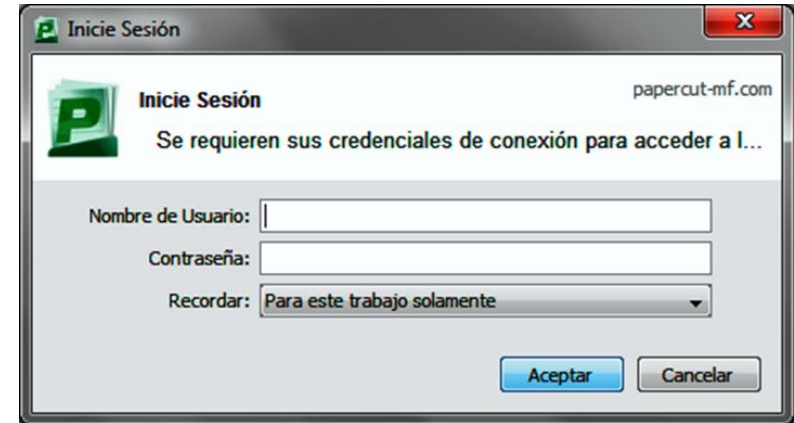 Inicie Sesión
Inicie Sesión
papercut-mf.com
Se requieren sus credenciales de conexión para acceder a l...
Nombre de Usuario:
Contraseña:
Recordar: Para este trabajo solamente
Aceptar Cancelar